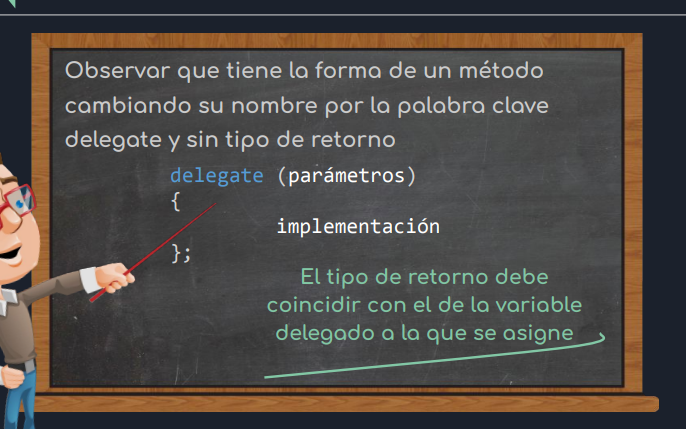 Observar que tiene la forma de un método
cambiando su nombre por la palabra clave
delegate y sin tipo de retorno
delegate (parámetros)
{
implementación
};
El tipo de retorno debe
coincidir con el de la variable
delegado a la que se asigne